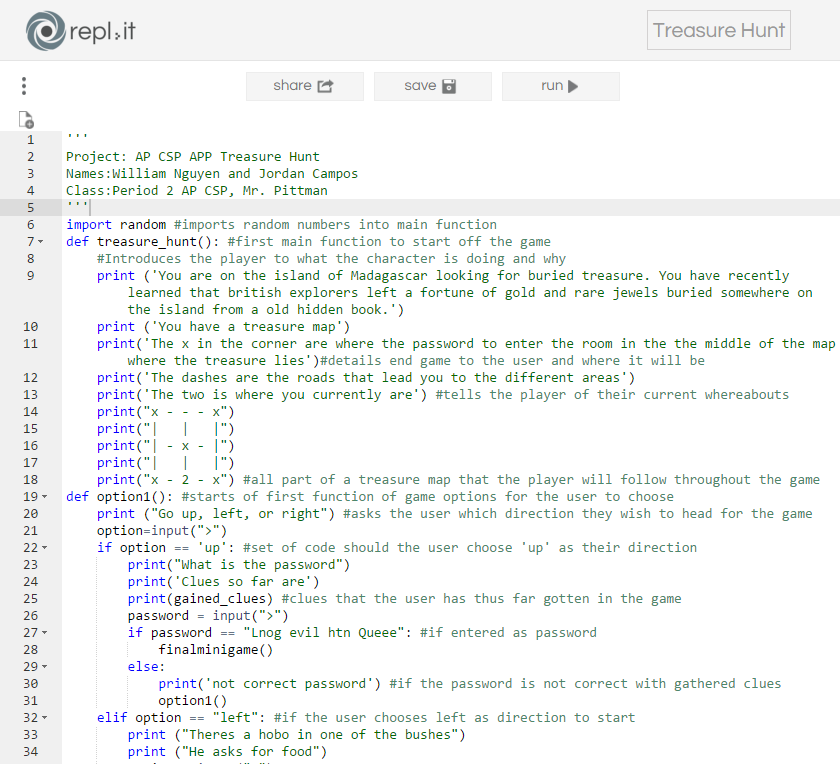 repl.it
Treasure Hunt
share
save
run
1 '''
2 Project: AP CSP APP Treasure Hunt
3 Names:William Nguyen and Jordan Campos
4 Class:Period 2 AP CSP, Mr. Pittman
5 '''
6 import random #imports random numbers into main function
7 def treasure_hunt(): #first main function to start off the game
8 #Introduces the player to what the character is doing and why
9 print ('You are on the island of Madagascar looking for buried treasure. You have recently
learned that british explorers left a fortune of gold and rare jewels buried somewhere on
the island from a old hidden book.')
10 print ('You have a treasure map')
11 print('The x in the corner are where the password to enter the room in the the middle of the map
where the treasure lies')#details end game to the user and where it will be
12 print('The dashes are the roads that lead you to the different areas')
13 print('The two is where you currently are') #tells the player of their current whereabouts
14 print("x - - - x")
15 print("|   |   |")
16 print("| - x - |")
17 print("|   |   |")
18 print("x - 2 - x") #all part of a treasure map that the player will follow throughout the game
19 def option1(): #starts of first function of game options for the user to choose
20 print ("Go up, left, or right") #asks the user which direction they wish to head for the game
21 option=input(">")
22 if option == 'up': #set of code should the user choose 'up' as their direction
23 print("What is the password")
24 print('Clues so far are')
25 print(gained_clues) #clues that the user has thus far gotten in the game
26 password = input(">")
27 if password == "Lnog evil htn Queee": #if entered as password
28 finalminigame()
29 else:
30 print('not correct password') #if the password is not correct with gathered clues
31 option1()
32 elif option == "left": #if the user chooses left as direction to start
33 print ("Theres a hobo in one of the bushes")
34 print ("He asks for food")